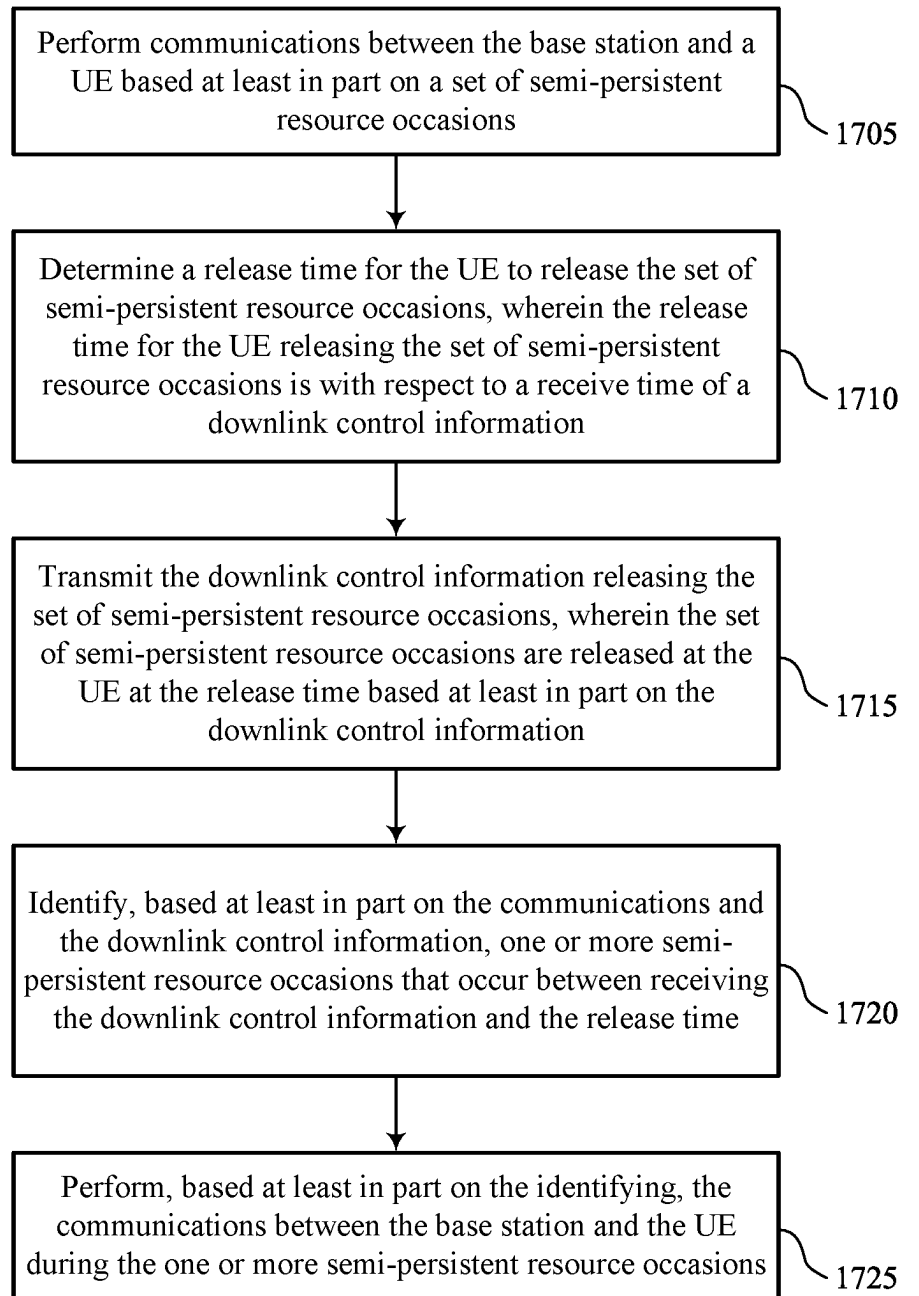 Perform communications between the base station and a
UE based at least in part on a set of semi-persistent
resource occasions
1705
Determine a release time for the UE to release the set of
semi-persistent resource occasions, wherein the release
time for the UE releasing the set of semi-persistent
resource occasions is with respect to a receive time of a
downlink control information
1710
Transmit the downlink control information releasing the
set of semi-persistent resource occasions, wherein the set
of semi-persistent resource occasions are released at the
UE at the release time based at least in part on the
downlink control information
1715
Identify, based at least in part on the communications and
the downlink control information, one or more semi-
persistent resource occasions that occur between receiving
the downlink control information and the release time
1720
Perform, based at least in part on the identifying, the
communications between the base station and the UE
during the one or more semi-persistent resource occasions
1725